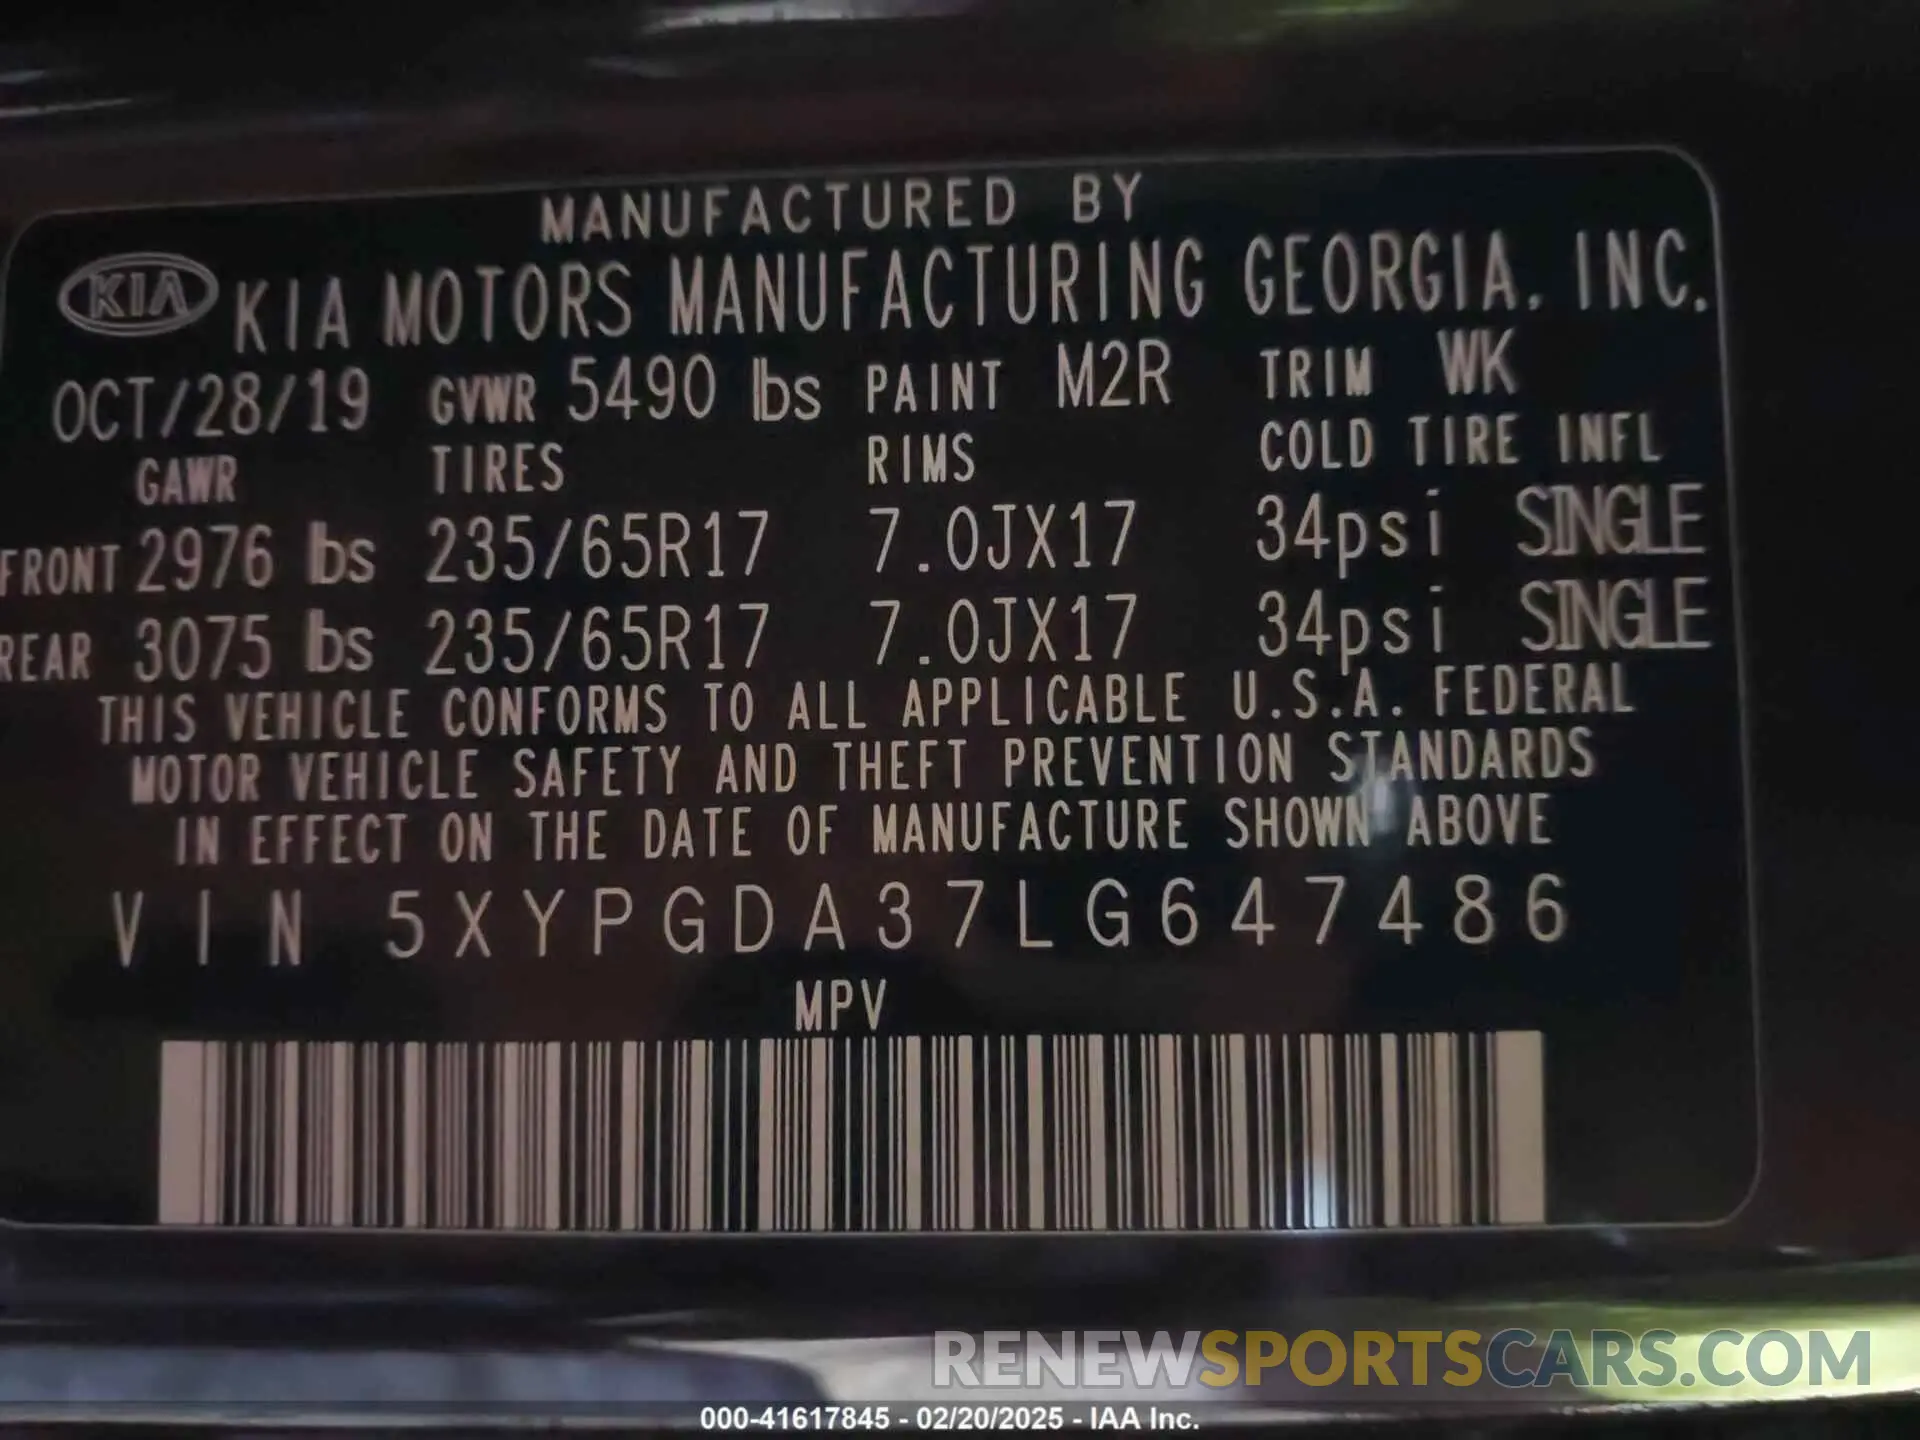 MANUFACTURED BY
KIA KIA MOTORS MANUFACTURING GEORGIA, INC.
OCT/28/19 GVWR 5490 lbs PAINT M2R TRIM WK
GAWR TIRES RIMS COLD TIRE INFL
FRONT 2976 lbs 235/65R17 7.0JX17 34psi SINGLE
REAR 3075 lbs 235/65R17 7.0JX17 34psi SINGLE
THIS VEHICLE CONFORMS TO ALL APPLICABLE U.S.A. FEDERAL
MOTOR VEHICLE SAFETY AND THEFT PREVENTION STANDARDS
IN EFFECT ON THE DATE OF MANUFACTURE SHOWN ABOVE
VIN 5XYPGDA37LG647486
MPV
RENEWSPORTSCARS.COM
000-41617845 - 02/20/2025 - IAA Inc.